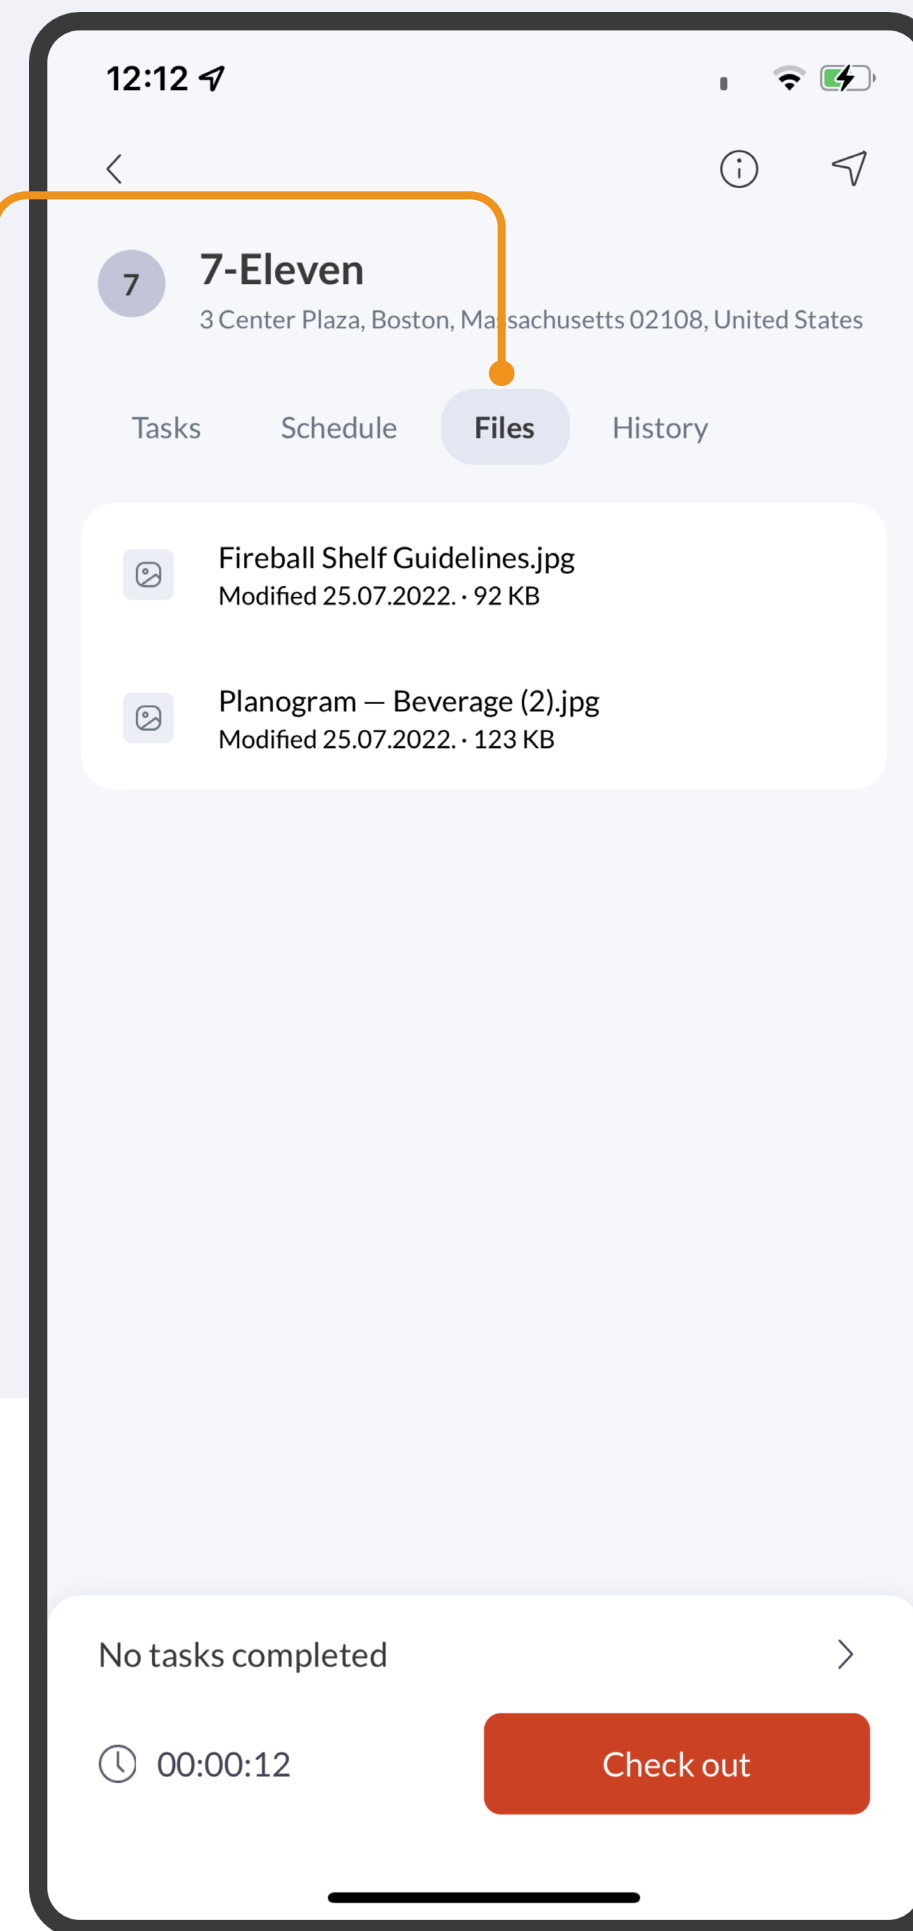 12:12
7
7-Eleven
3 Center Plaza, Boston, Massachusetts 02108, United States
Tasks Schedule Files History
Fireball Shelf Guidelines.jpg
Modified 25.07.2022. · 92 KB
Planogram — Beverage (2).jpg
Modified 25.07.2022. · 123 KB
No tasks completed
00:00:12
Check out